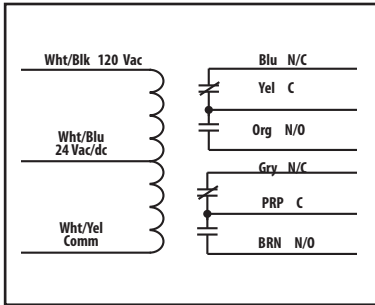 Wht/Blk 120 Vac
Wht/Blu
24 Vac/dc
Wht/Yel
Comm
Blu N/C
Yel C
Org N/O
Gry N/C
PRP C
BRN N/O